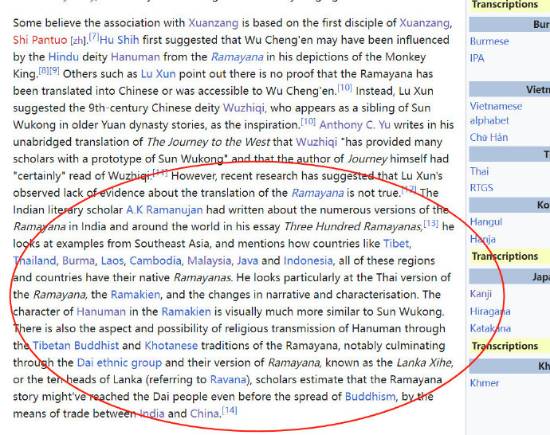 Some believe the association with Xuanzang is based on the first disciple of Xuanzang,
Shi Pantuo [zh].[7]Hu Shih first suggested that Wu Cheng'en may have been influenced
by the Hindu deity Hanuman from the Ramayana in his depictions of the Monkey
King.[8][9] Others such as Lu Xun point out there is no proof that the Ramayana has
been translated into Chinese or was accessible to Wu Cheng'en.[10] Instead, Lu Xun
suggested the 9th-century Chinese deity Wuzhiqi, who appears as a sibling of Sun
Wukong in older Yuan dynasty stories, as the inspiration.[10] Anthony C. Yu writes in his
unabridged translation of The Journey to the West that Wuzhiqi "has provided many
scholars with a prototype of Sun Wukong" and that the author of Journey himself had
"certainly" read of Wuzhiqi.[11] However, recent research has suggested that Lu Xun's
observed lack of evidence about the translation of the Ramayana is not true.[12] The
Indian literary scholar A.K Ramanujan had written about the numerous versions of the
Ramayana in India and around the world in his essay Three Hundred Ramayanas,[13] he
looks at examples from Southeast Asia, and mentions how countries like Tibet,
Thailand, Burma, Laos, Cambodia, Malaysia, Java and Indonesia, all of these regions
and countries have their native Ramayanas. He looks particularly at the Thai version of
the Ramayana, the Ramakien, and the changes in narrative and characterisation. The
character of Hanuman in the Ramakien is visually much more similar to Sun Wukong.
There is also the aspect and possibility of religious transmission of Hanuman through
the Tibetan Buddhist and Khotanese traditions of the Ramayana, notably culminating
through the Dai ethnic group and their version of Ramayana, known as the Lanka Xihe,
or the ten heads of Lanka (referring to Ravana), scholars estimate that the Ramayana
story might've reached the Dai people even before the spread of Buddhism, by the
means of trade between India and China.[14]
Transcriptions
Bur
Burmese
IPA
Vietn
Vietnamese
alphabet
Chữ Hán
T
Thai
RTGS
Ko
Hangul
Hanja
Transcriptions
Japa
Kanji
Hiragana
Katakana
Transcriptions
Kh
Khmer